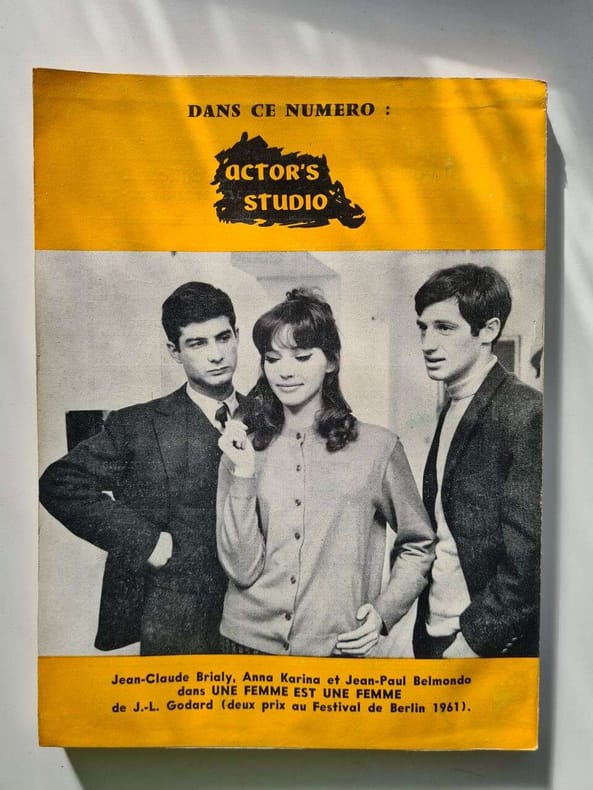 DANS CE NUMERO :
ACTOR'S
STUDIO
Jean-Claude Brialy, Anna Karina et Jean-Paul Belmondo
dans UNE FEMME EST UNE FEMME
de J.-L. Godard (deux prix au Festival de Berlin 1961).